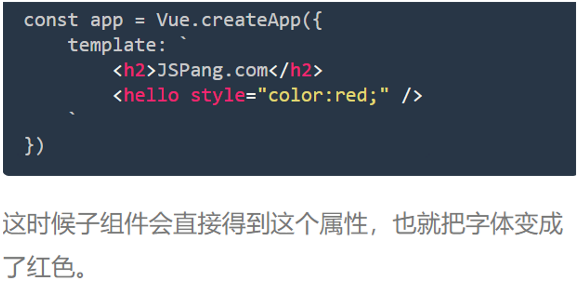 const app = Vue.createApp({
    template: `
        <h2>JSPang.com</h2>
        <hello style="color:red;" />
    `
})
这时候子组件会直接得到这个属性，也就把字体变成
了红色。